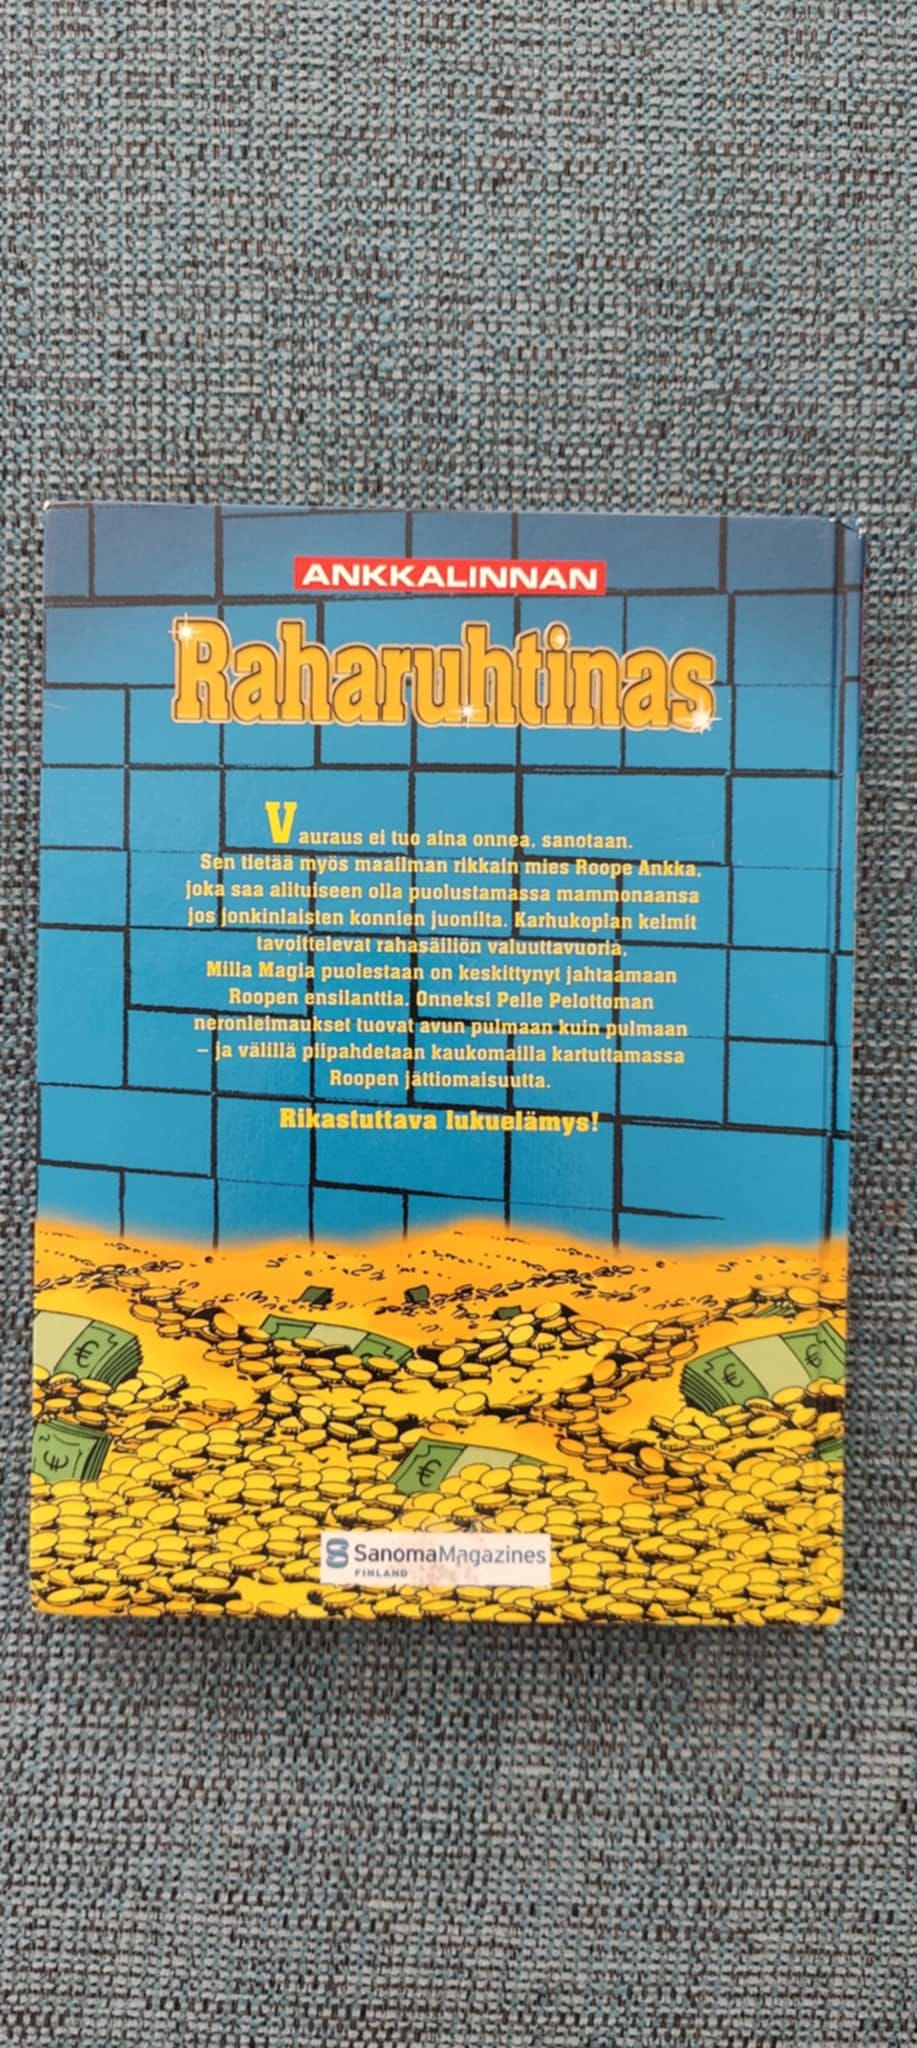 ANKKALINNAN
Raharuhtinas
Vauraus ei tuo aina onnea, sanotaan.
Sen tietää myös maailman rikkain mies Roope Ankka,
joka saa alituiseen olla puolustamassa mammonaansa
jos jonkinlaisten konnien juonilta. Karhukoplan kelmit
tavoittelevat rahasäiliön valuuttavuoria,
Milla Magia puolestaan on keskittynyt jahtaamaan
Roopen ensilanttia. Onneksi Pelle Pelottoman
neronleimaukset tuovat avun pulmaan kuin pulmaan
– ja välillä piipahdetaan kaukomailla kartuttamassa
Roopen jättiomaisuutta.
Rikastuttava lukuelämys!
€
€
€ €
€
€
SanomaMagazines
FINLAND